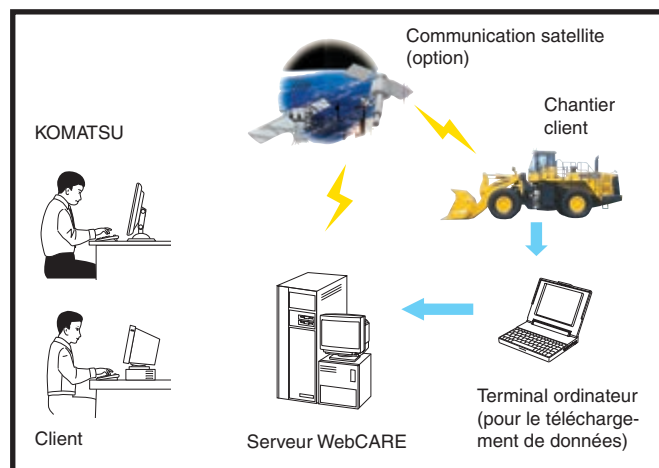 Communication satellite
(option)
Chantier
client
KOMATSU
Client
Serveur WebCARE
Terminal ordinateur
(pour le télécharge-
ment de données)